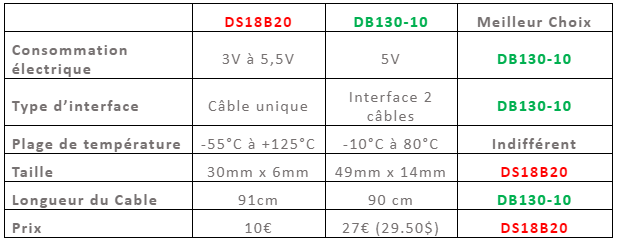 DS18B20 DB130-10 Meilleur Choix
Consommation
électrique 3V à 5,5V 5V DB130-10
Type d’interface Câble unique Interface 2
câbles DB130-10
Plage de température -55°C à +125°C -10°C à 80°C Indifférent
Taille 30mm x 6mm 49mm x 14mm DS18B20
Longueur du Cable 91cm 90 cm DB130-10
Prix 10€ 27€ (29.50$) DS18B20